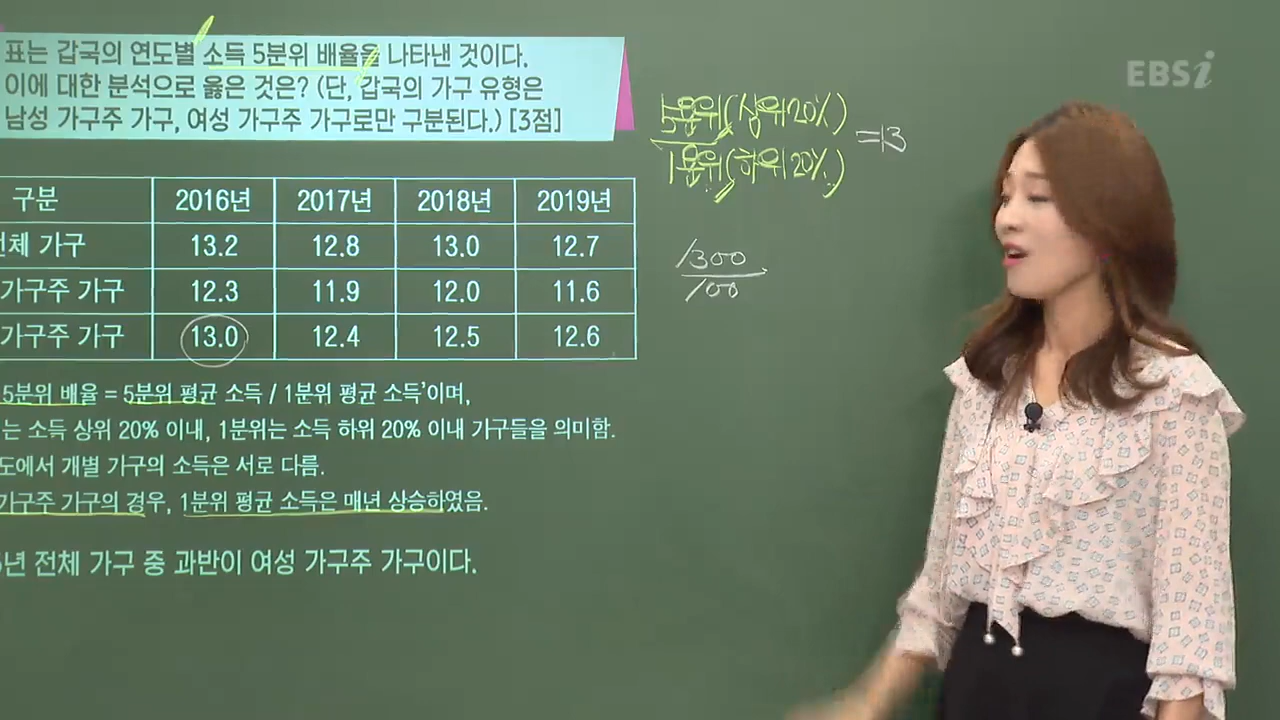 표는 갑국의 연도별 소득 5분위 배율을 나타낸 것이다.
이에 대한 분석으로 옳은 것은? (단, 갑국의 가구 유형은
남성 가구주 가구, 여성 가구주 가구로만 구분된다.) [3점]
EBSi
5분위(상위20%)
1분위(하위20%)
=13
1300
100
구분 2016년 2017년 2018년 2019년
전체 가구 13.2 12.8 13.0 12.7
가구주 가구 12.3 11.9 12.0 11.6
가구주 가구 13.0 12.4 12.5 12.6
5분위 배율 = 5분위 평균 소득 / 1분위 평균 소득'이며,
는 소득 상위 20% 이내, 1분위는 소득 하위 20% 이내 가구들을 의미함.
도에서 개별 가구의 소득은 서로 다름.
가구주 가구의 경우, 1분위 평균 소득은 매년 상승하였음.
년 전체 가구 중 과반이 여성 가구주 가구이다.